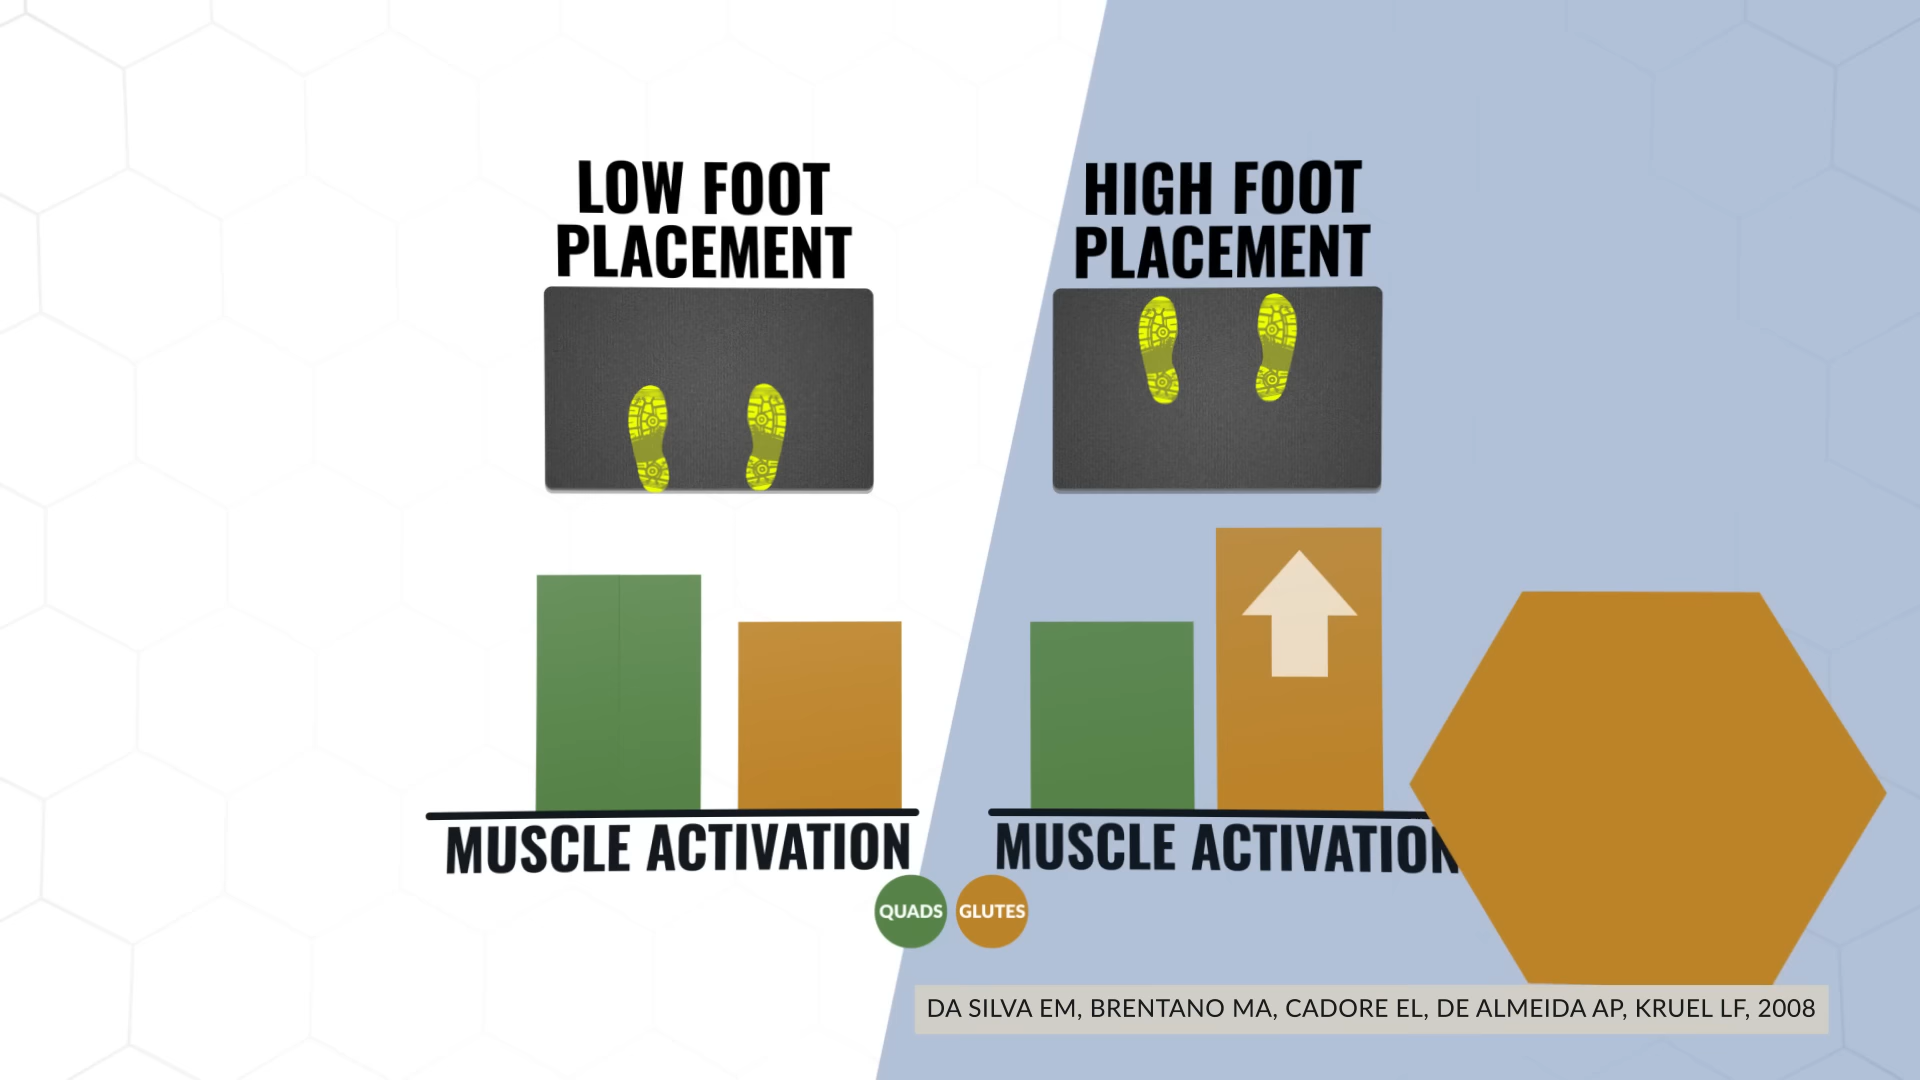 LOW FOOT
PLACEMENT
HIGH FOOT
PLACEMENT
MUSCLE ACTIVATION
MUSCLE ACTIVATION
QUADS
GLUTES
DA SILVA EM, BRENTANO MA, CADORE EL, DE ALMEIDA AP, KRUEL LF, 2008